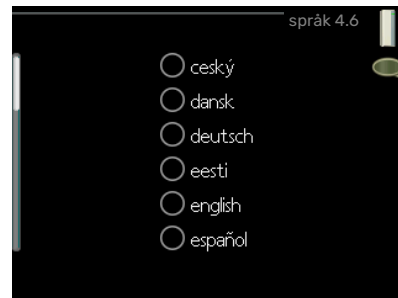 språk 4.6
ceský
dansk
deutsch
eesti
english
español